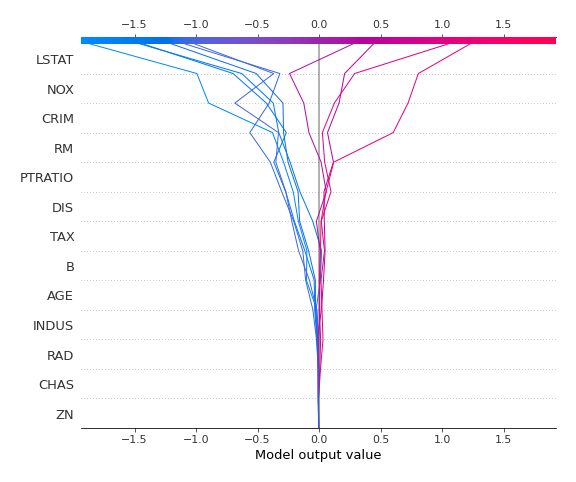 −1.5 −1.0 −0.5 0.0 0.5 1.0 1.5
LSTAT
NOX
CRIM
RM
PTRATIO
DIS
TAX
B
AGE
INDUS
RAD
CHAS
ZN
−1.5 −1.0 −0.5 0.0 0.5 1.0 1.5
Model output value